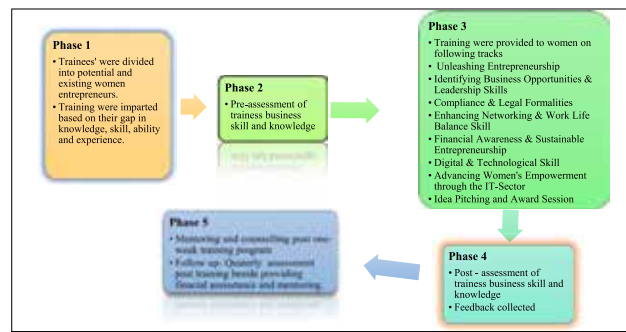 Phase 1
• Trainees' were divided
into potential and
existing women
entrepreneurs.
• Training were imparted
based on their gap in
knowledge, skill, ability
and experience.
Phase 2
• Pre-assessment of
trainess business
skill and knowledge
Phase 3
• Training were provided to women on
following tracks
• Unleashing Entrepreneurship
• Identifying Business Opportunities &
Leadership Skills
• Compliance & Legal Formalities
• Enhancing Networking & Work Life
Balance Skill
• Financial Awareness & Sustainable
Entrepreneurship
• Digital & Technological Skill
• Advancing Women's Empowerment
through the IT-Sector
• Idea Pitching and Award Session
Phase 4
• Post - assessment of
trainess business skill and
knowledge
• Feedback collected
Phase 5
• Mentoring and counselling post one-
week training program
• Follow up- Quaterly assessment
post training beside providing
finacial assistance and mentoring.